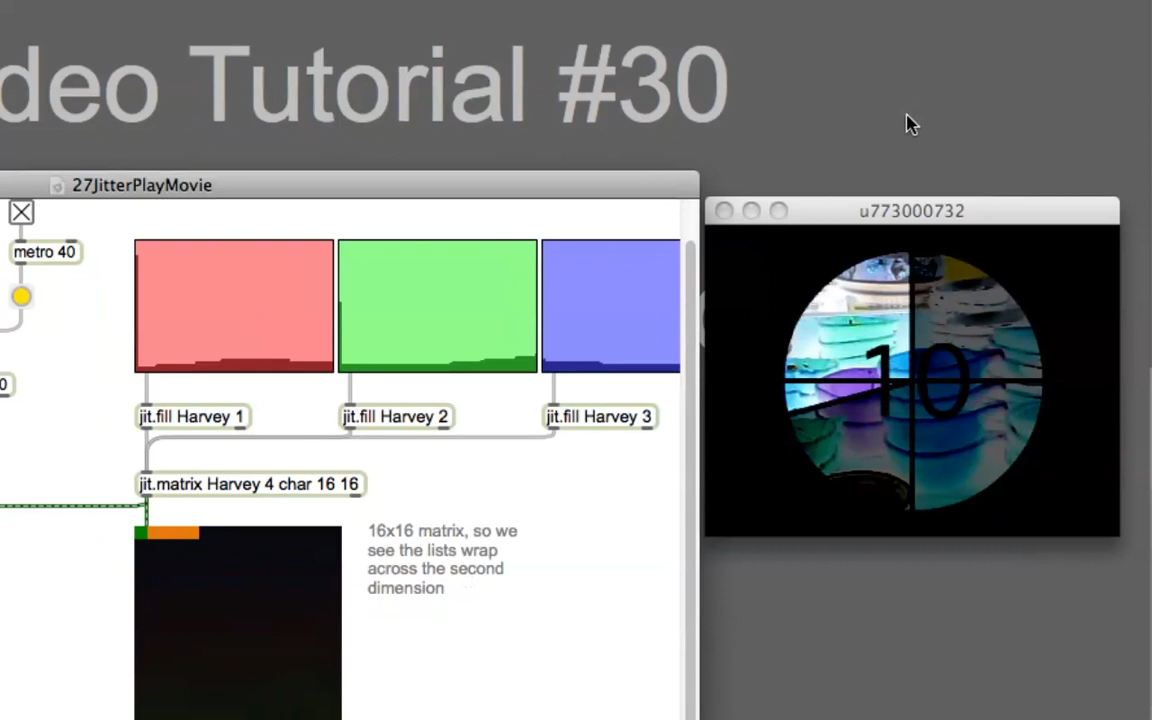 deo Tutorial #30
27JitterPlayMovie
metro 40
0
jit.fill Harvey 1
jit.fill Harvey 2
jit.fill Harvey 3
jit.matrix Harvey 4 char 16 16
16x16 matrix, so we
see the lists wrap
across the second
dimension
u773000732
10